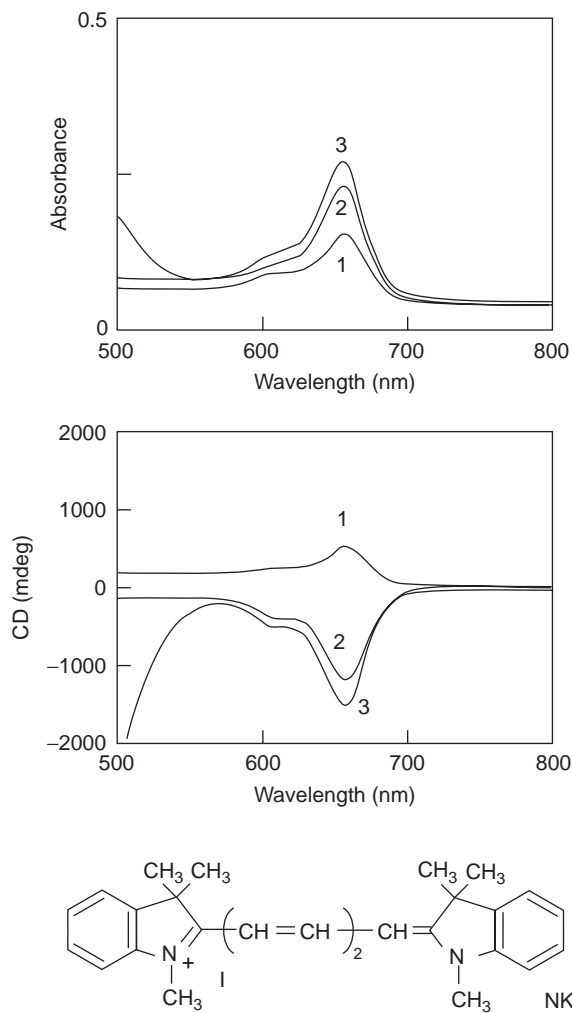 0.5
Absorbance
3
2
1
0
500 600 700 800
Wavelength (nm)
2000
1000
0
−1000
−2000
CD (mdeg)
1
2
3
500 600 700 800
Wavelength (nm)
CH₃ CH₃ CH₃ CH₃
(CH=CH)₂ CH
N + I N
CH₃ CH₃
NK